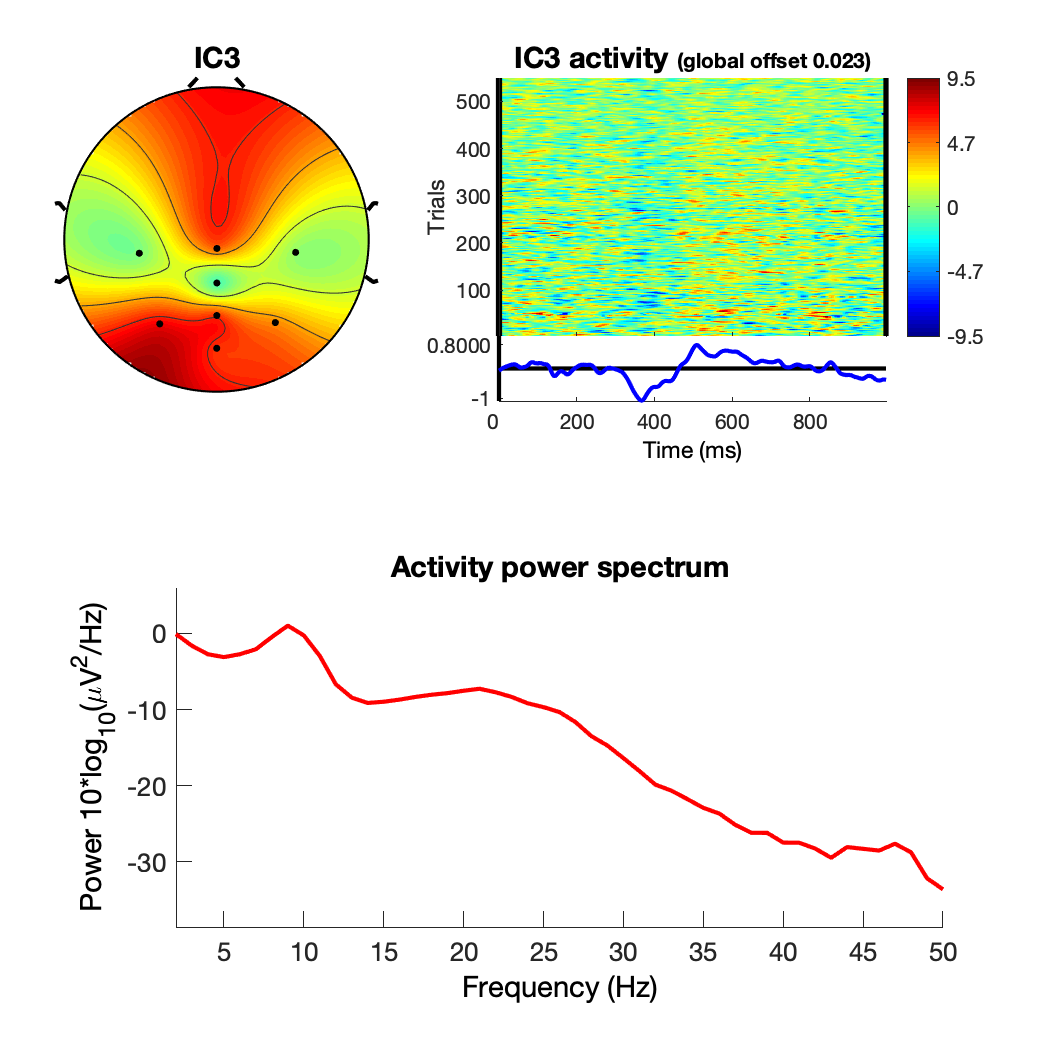 IC3
IC3 activity (global offset 0.023)
500
400
300
200
100
Trials
9.5
4.7
0
-4.7
-9.5
0.8000
-1
0 200 400 600 800
Time (ms)
Activity power spectrum
0
-10
-20
-30
Power 10*log10(μV²/Hz)
5 10 15 20 25 30 35 40 45 50
Frequency (Hz)